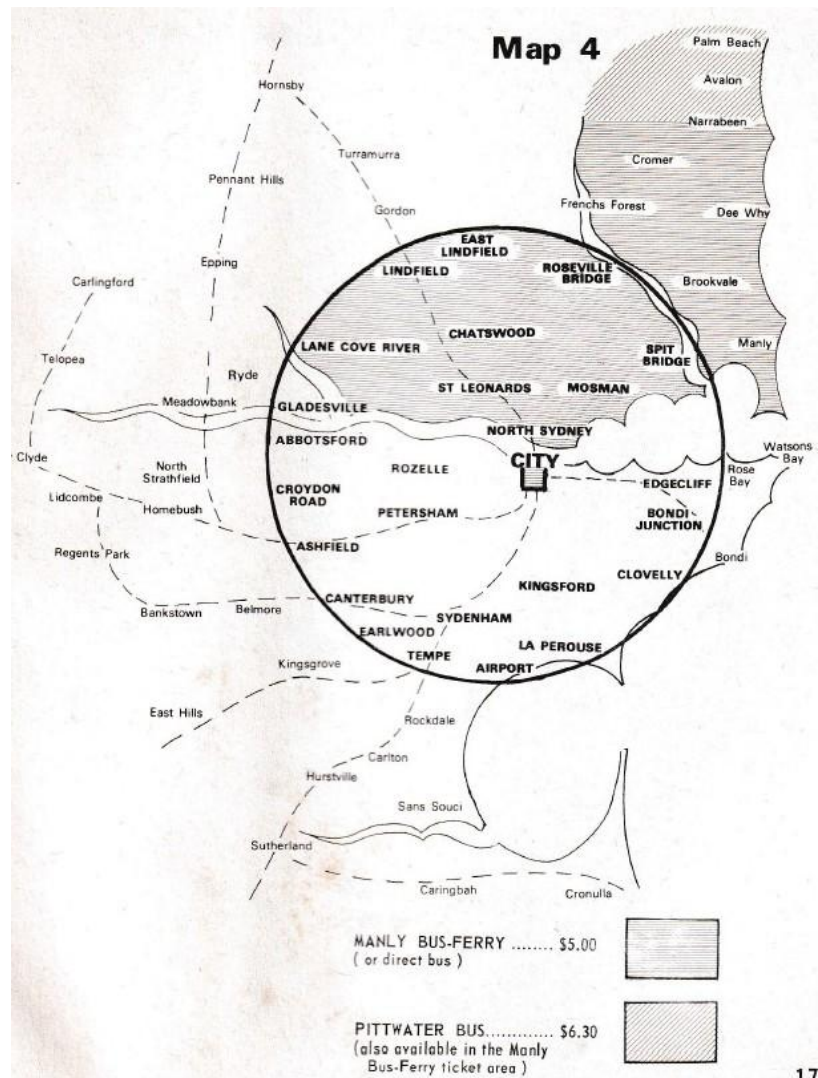 Map 4
Palm Beach
Avalon
Narrabeen
Hornsby
Turramurra
Cromer
Pennant Hills
Gordon
Frenchs Forest
Dee Why
EAST
LINDFIELD
LINDFIELD
ROSEVILLE
BRIDGE
Epping
Carlingford
Brookvale
CHATSWOOD
LANE COVE RIVER
Manly
SPIT
BRIDGE
Telopea
Ryde
ST LEONARDS
MOSMAN
Meadowbank
GLADESVILLE
NORTH SYDNEY
ABBOTSFORD
Watsons
Bay
Clyde
CITY
North
Strathfield
ROZELLE
Rose
Bay
EDGECLIFF
Lidcombe
CROYDON
ROAD
Homebush
PETERSHAM
BONDI
JUNCTION
ASHFIELD
Regents Park
Bondi
CLOVELLY
KINGSFORD
CANTERBURY
Bankstown
Belmore
SYDENHAM
EARLWOOD
LA PEROUSE
TEMPE
AIRPORT
Kingsgrove
East Hills
Rockdale
Carlton
Hurstville
Sans Souci
Sutherland
Caringbah
Cronulla
MANLY BUS-FERRY ........ $5.00
( or direct bus )
PITTWATER BUS............. $6.30
(also available in the Manly
Bus-Ferry ticket area )
17